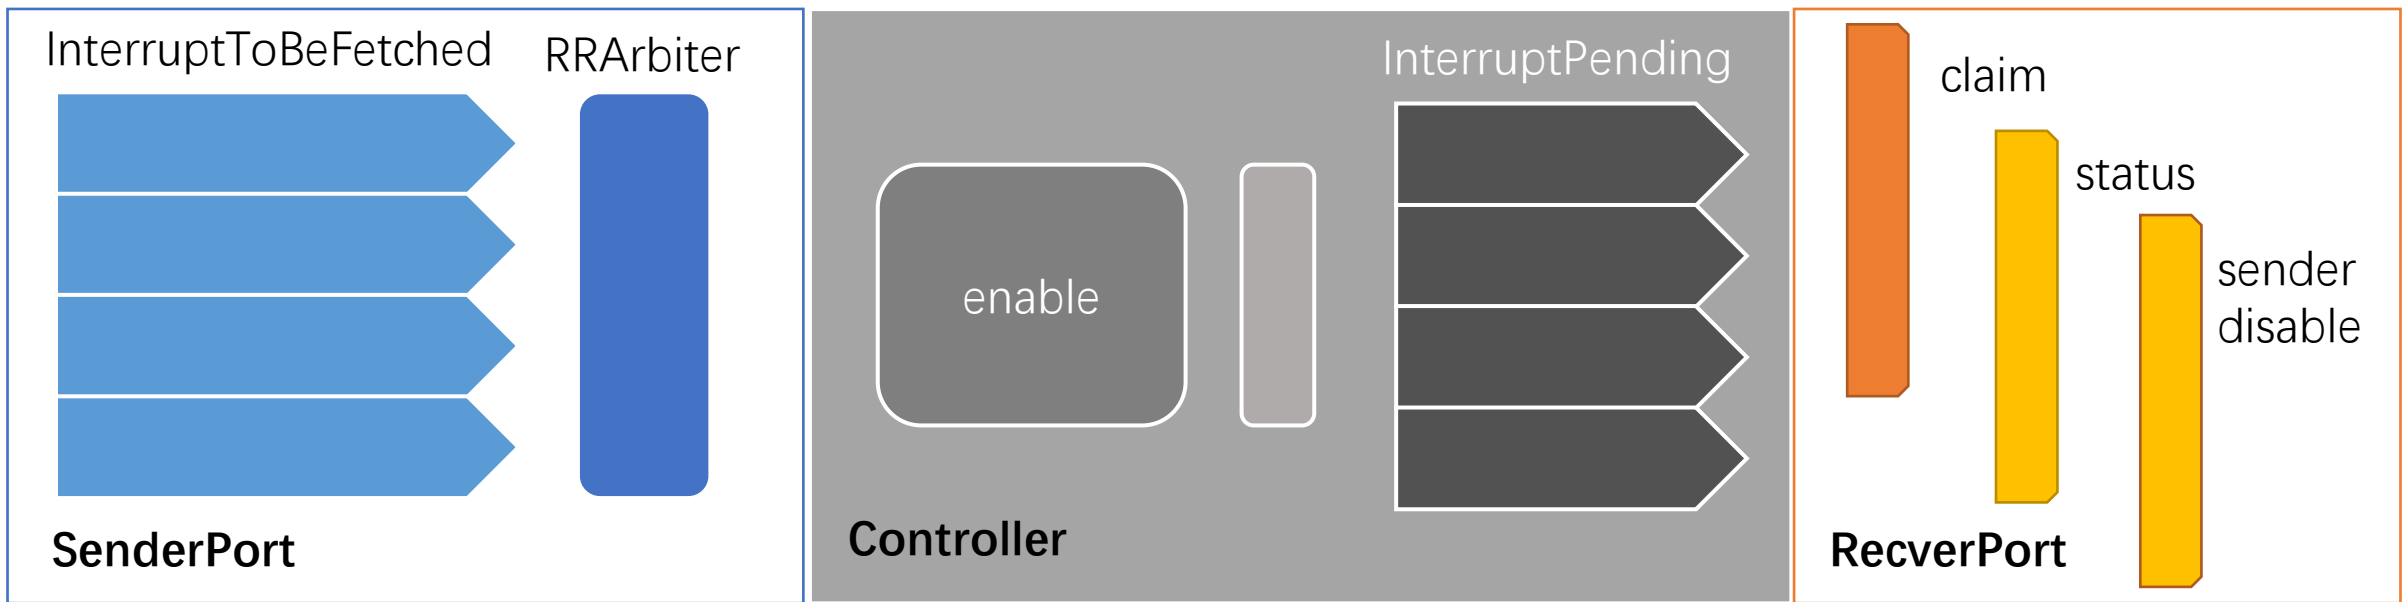 InterruptToBeFetched
RRArbiter
SenderPort
enable
InterruptPending
Controller
claim
status
sender
disable
RecverPort